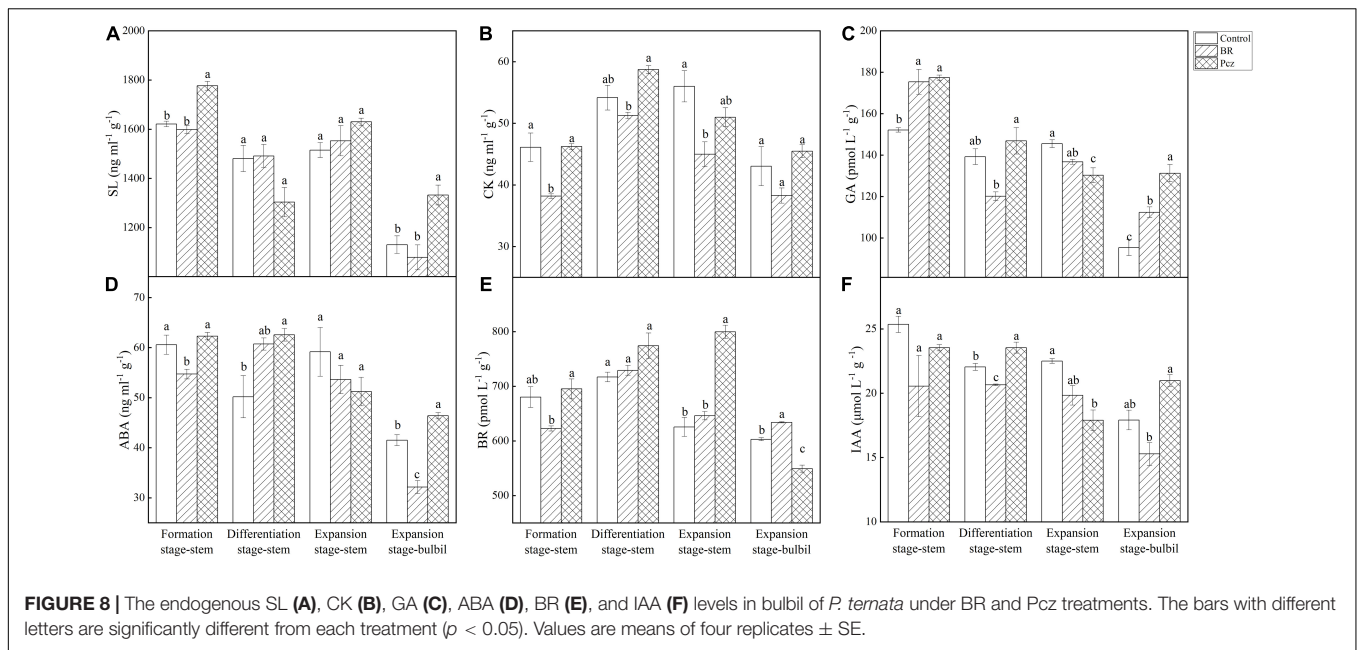 A
B
C
Control
BR
Pcz
2000
1800
1600
1400
1200
SL (ng ml⁻¹ g⁻¹)
b b a
a a a
a a a
b b a
60
50
40
30
CK (ng ml⁻¹ g⁻¹)
a b a
ab b a
a b ab
a a a
200
180
160
140
120
100
GA (pmol L⁻¹ g⁻¹)
b a a
ab b a
a ab c
c b a
D
E
F
70
60
50
40
30
ABA (ng ml⁻¹ g⁻¹)
a b a
b ab a
a a a
b c a
800
700
600
500
BR (pmol L⁻¹ g⁻¹)
ab b a
a a a
b b a
b a c
25
20
15
10
IAA (μmol L⁻¹ g⁻¹)
a a a
b c a
a ab b
ab b a
Formation Differentiation Expansion Expansion
stage-stem stage-stem stage-stem stage-bulbil
Formation Differentiation Expansion Expansion
stage-stem stage-stem stage-stem stage-bulbil
Formation Differentiation Expansion Expansion
stage-stem stage-stem stage-stem stage-bulbil
FIGURE 8 | The endogenous SL (A), CK (B), GA (C), ABA (D), BR (E), and IAA (F) levels in bulbil of P. ternata under BR and Pcz treatments. The bars with different
letters are significantly different from each treatment (p < 0.05). Values are means of four replicates ± SE.